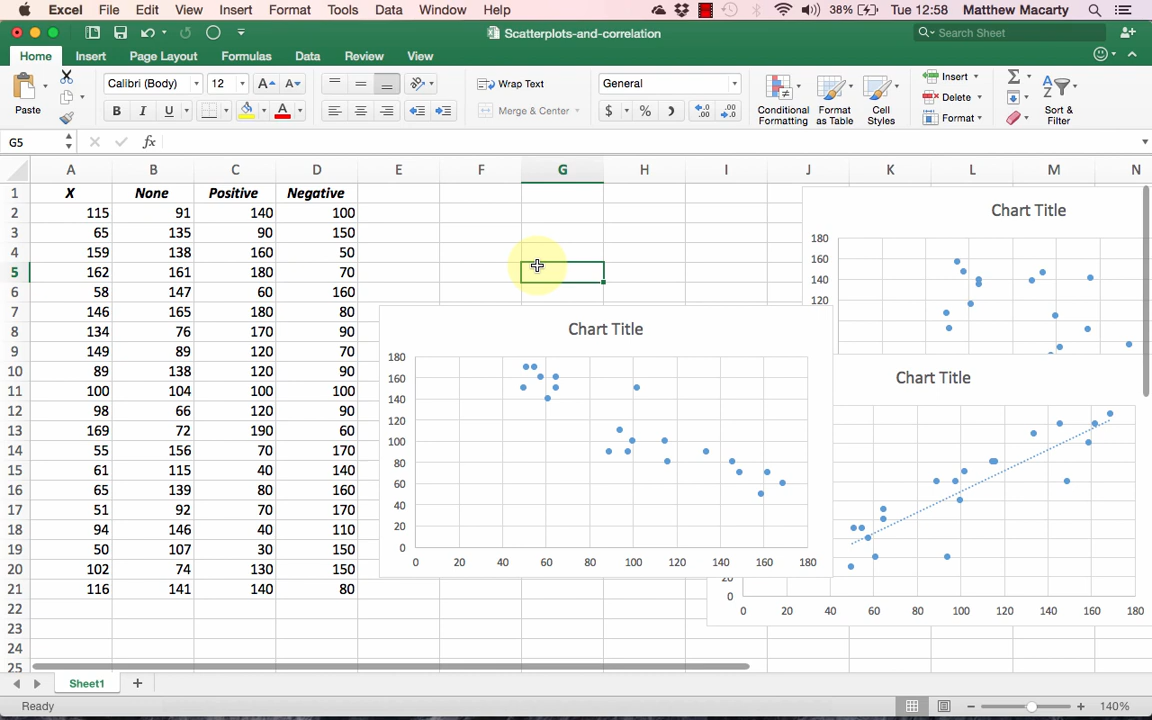 Excel File Edit View Insert Format Tools Data Window Help 38% Tue 12:58 Matthew Macarty
Scatterplots-and-correlation Search Sheet
Home Insert Page Layout Formulas Data Review View
Paste Calibri (Body) 12 A A Wrap Text General Conditional Formatting Format as Table Cell Styles Insert Sort & Filter
B I U A Merge & Center $ % Delete
Format
G5 fx
A B C D E F G H I J K L M N
1 X None Positive Negative
2 115 91 140 100
3 65 135 90 150
4 159 138 160 50
5 162 161 180 70
6 58 147 60 160
7 146 165 180 80
8 134 76 170 90
9 149 89 120 70
10 89 138 120 90
11 100 104 100 100
12 98 66 120 90
13 169 72 190 60
14 55 156 70 170
15 61 115 40 140
16 65 139 80 160
17 51 92 70 170
18 94 146 40 110
19 50 107 30 150
20 102 74 130 150
21 116 141 140 80
22
23
24
25
Chart Title
180
160
140
120
Chart Title
180
160
140
120
100
80
60
40
20
0
0 20 40 60 80 100 120 140 160 180
Chart Title
20
0
0 20 40 60 80 100 120 140 160 180
Sheet1
Ready 140%